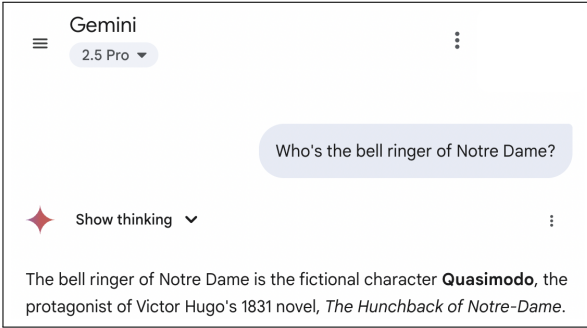 Gemini
2.5 Pro
Who's the bell ringer of Notre Dame?
Show thinking
The bell ringer of Notre Dame is the fictional character Quasimodo, the
protagonist of Victor Hugo's 1831 novel, The Hunchback of Notre-Dame.